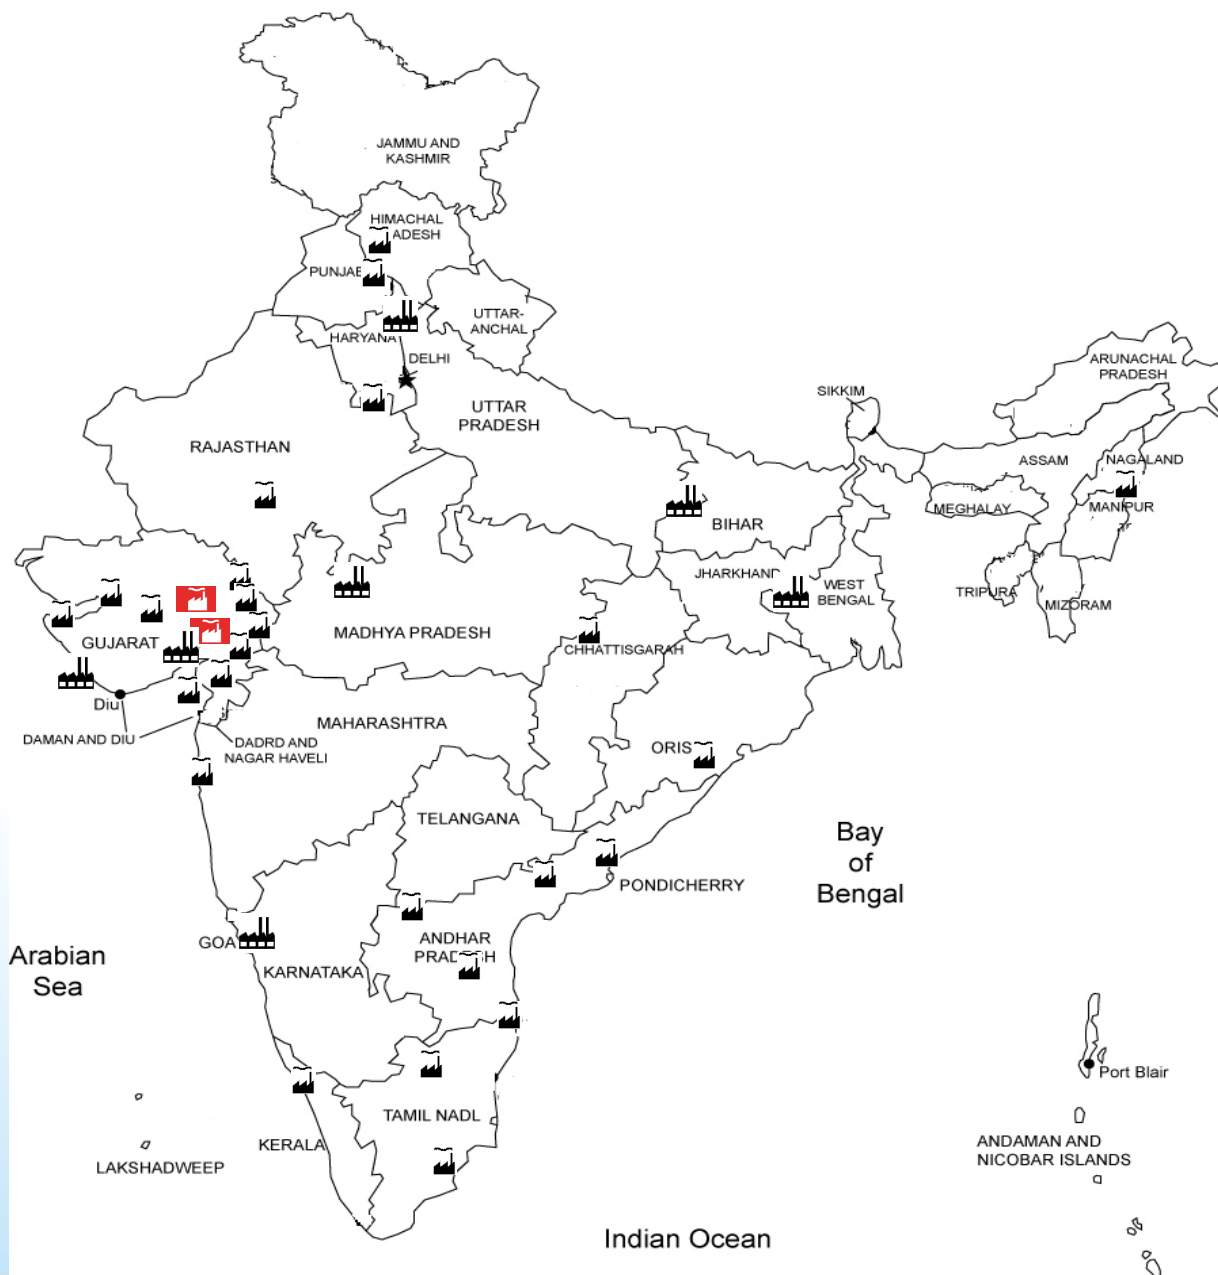 JAMMU AND
KASHMIR
HIMACHAL
ADESH
PUNJAB
UTTAR-
ANCHAL
HARYANA
DELHI
ARUNACHAL
PRADESH
SIKKIM
UTTAR
PRADESH
RAJASTHAN
ASSAM
NAGALAND
MEGHALAY
MANIPUR
BIHAR
JHARKHAND
WEST
BENGAL
TRIPURA
MIZORAM
GUJARAT
MADHYA PRADESH
CHHATTISGARAH
Diu
DAMAN AND DIU
DADRD AND
NAGAR HAVELI
MAHARASHTRA
ORIS
TELANGANA
Bay
of
Bengal
PONDICHERRY
GOA
ANDHAR
PRADESH
KARNATAKA
Arabian
Sea
Port Blair
TAMIL NADL
KERALA
LAKSHADWEEP
ANDAMAN AND
NICOBAR ISLANDS
Indian Ocean